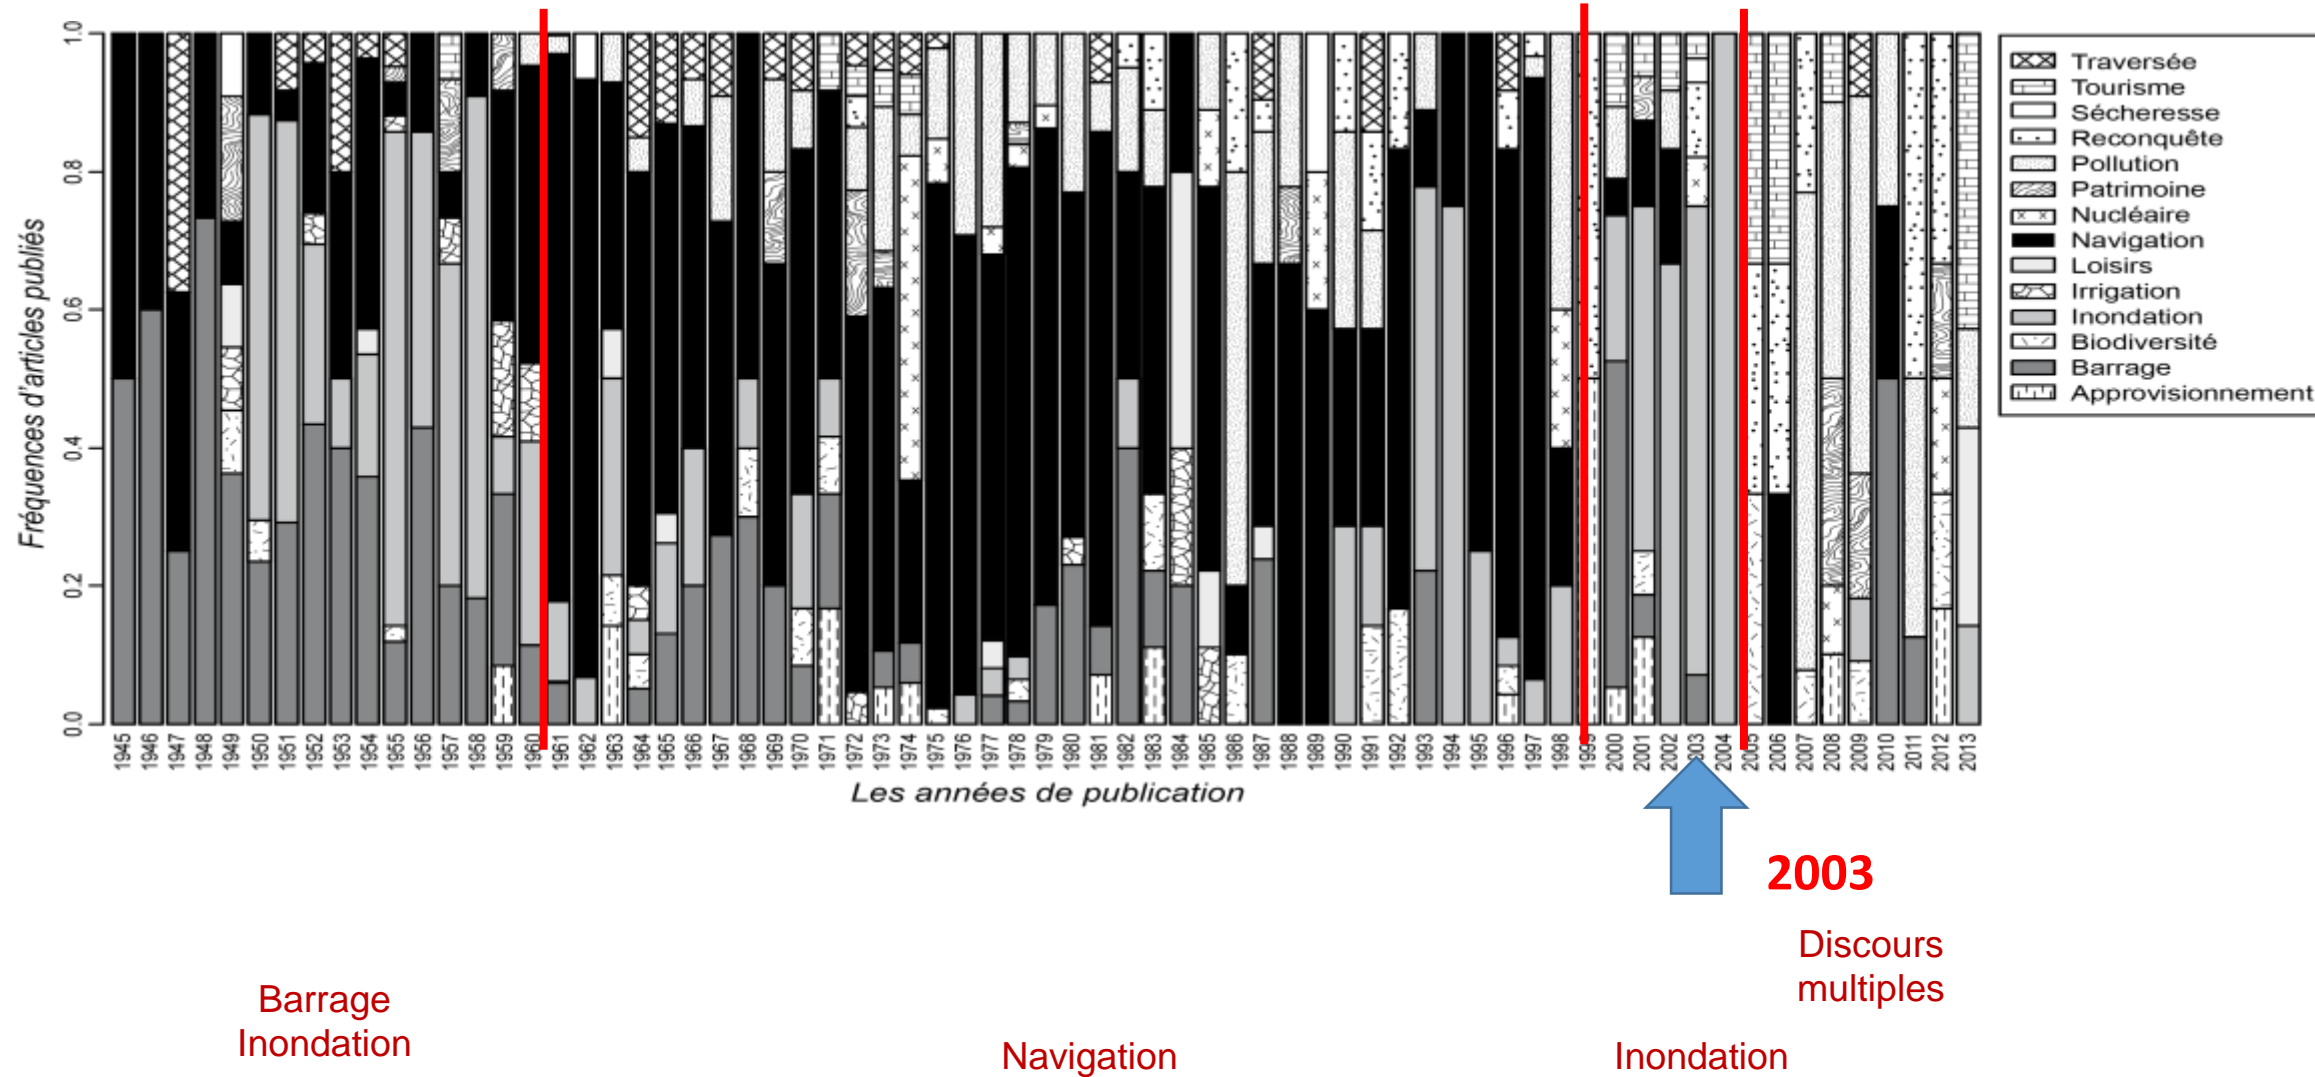 Fréquences d'articles publiés
1.0
0.8
0.6
0.4
0.2
0.0
1945 1946 1947 1948 1949 1950 1951 1952 1953 1954 1955 1956 1957 1958 1959 1960 1961 1962 1963 1964 1965 1966 1967 1968 1969 1970 1971 1972 1973 1974 1975 1976 1977 1978 1979 1980 1981 1982 1983 1984 1985 1986 1987 1988 1989 1990 1991 1992 1993 1994 1995 1996 1997 1998 1999 2000 2001 2002 2003 2004 2005 2006 2007 2008 2009 2010 2011 2012 2013
Les années de publication
Traversée
Tourisme
Sécheresse
Reconquête
Pollution
Patrimoine
Nucléaire
Navigation
Loisirs
Irrigation
Inondation
Biodiversité
Barrage
Approvisionnement
2003
Discours
multiples
Barrage
Inondation
Navigation
Inondation